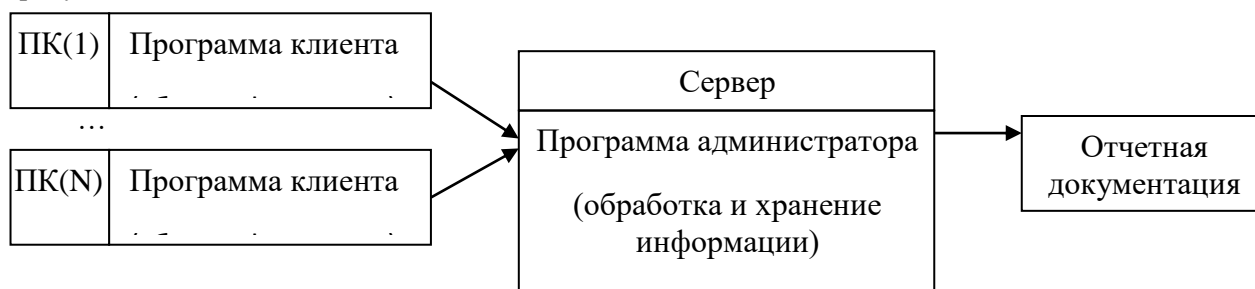 ПК(1)
Программа клиента
…
ПК(N)
Программа клиента
Сервер
Программа администратора
(обработка и хранение
информации)
Отчетная
документация